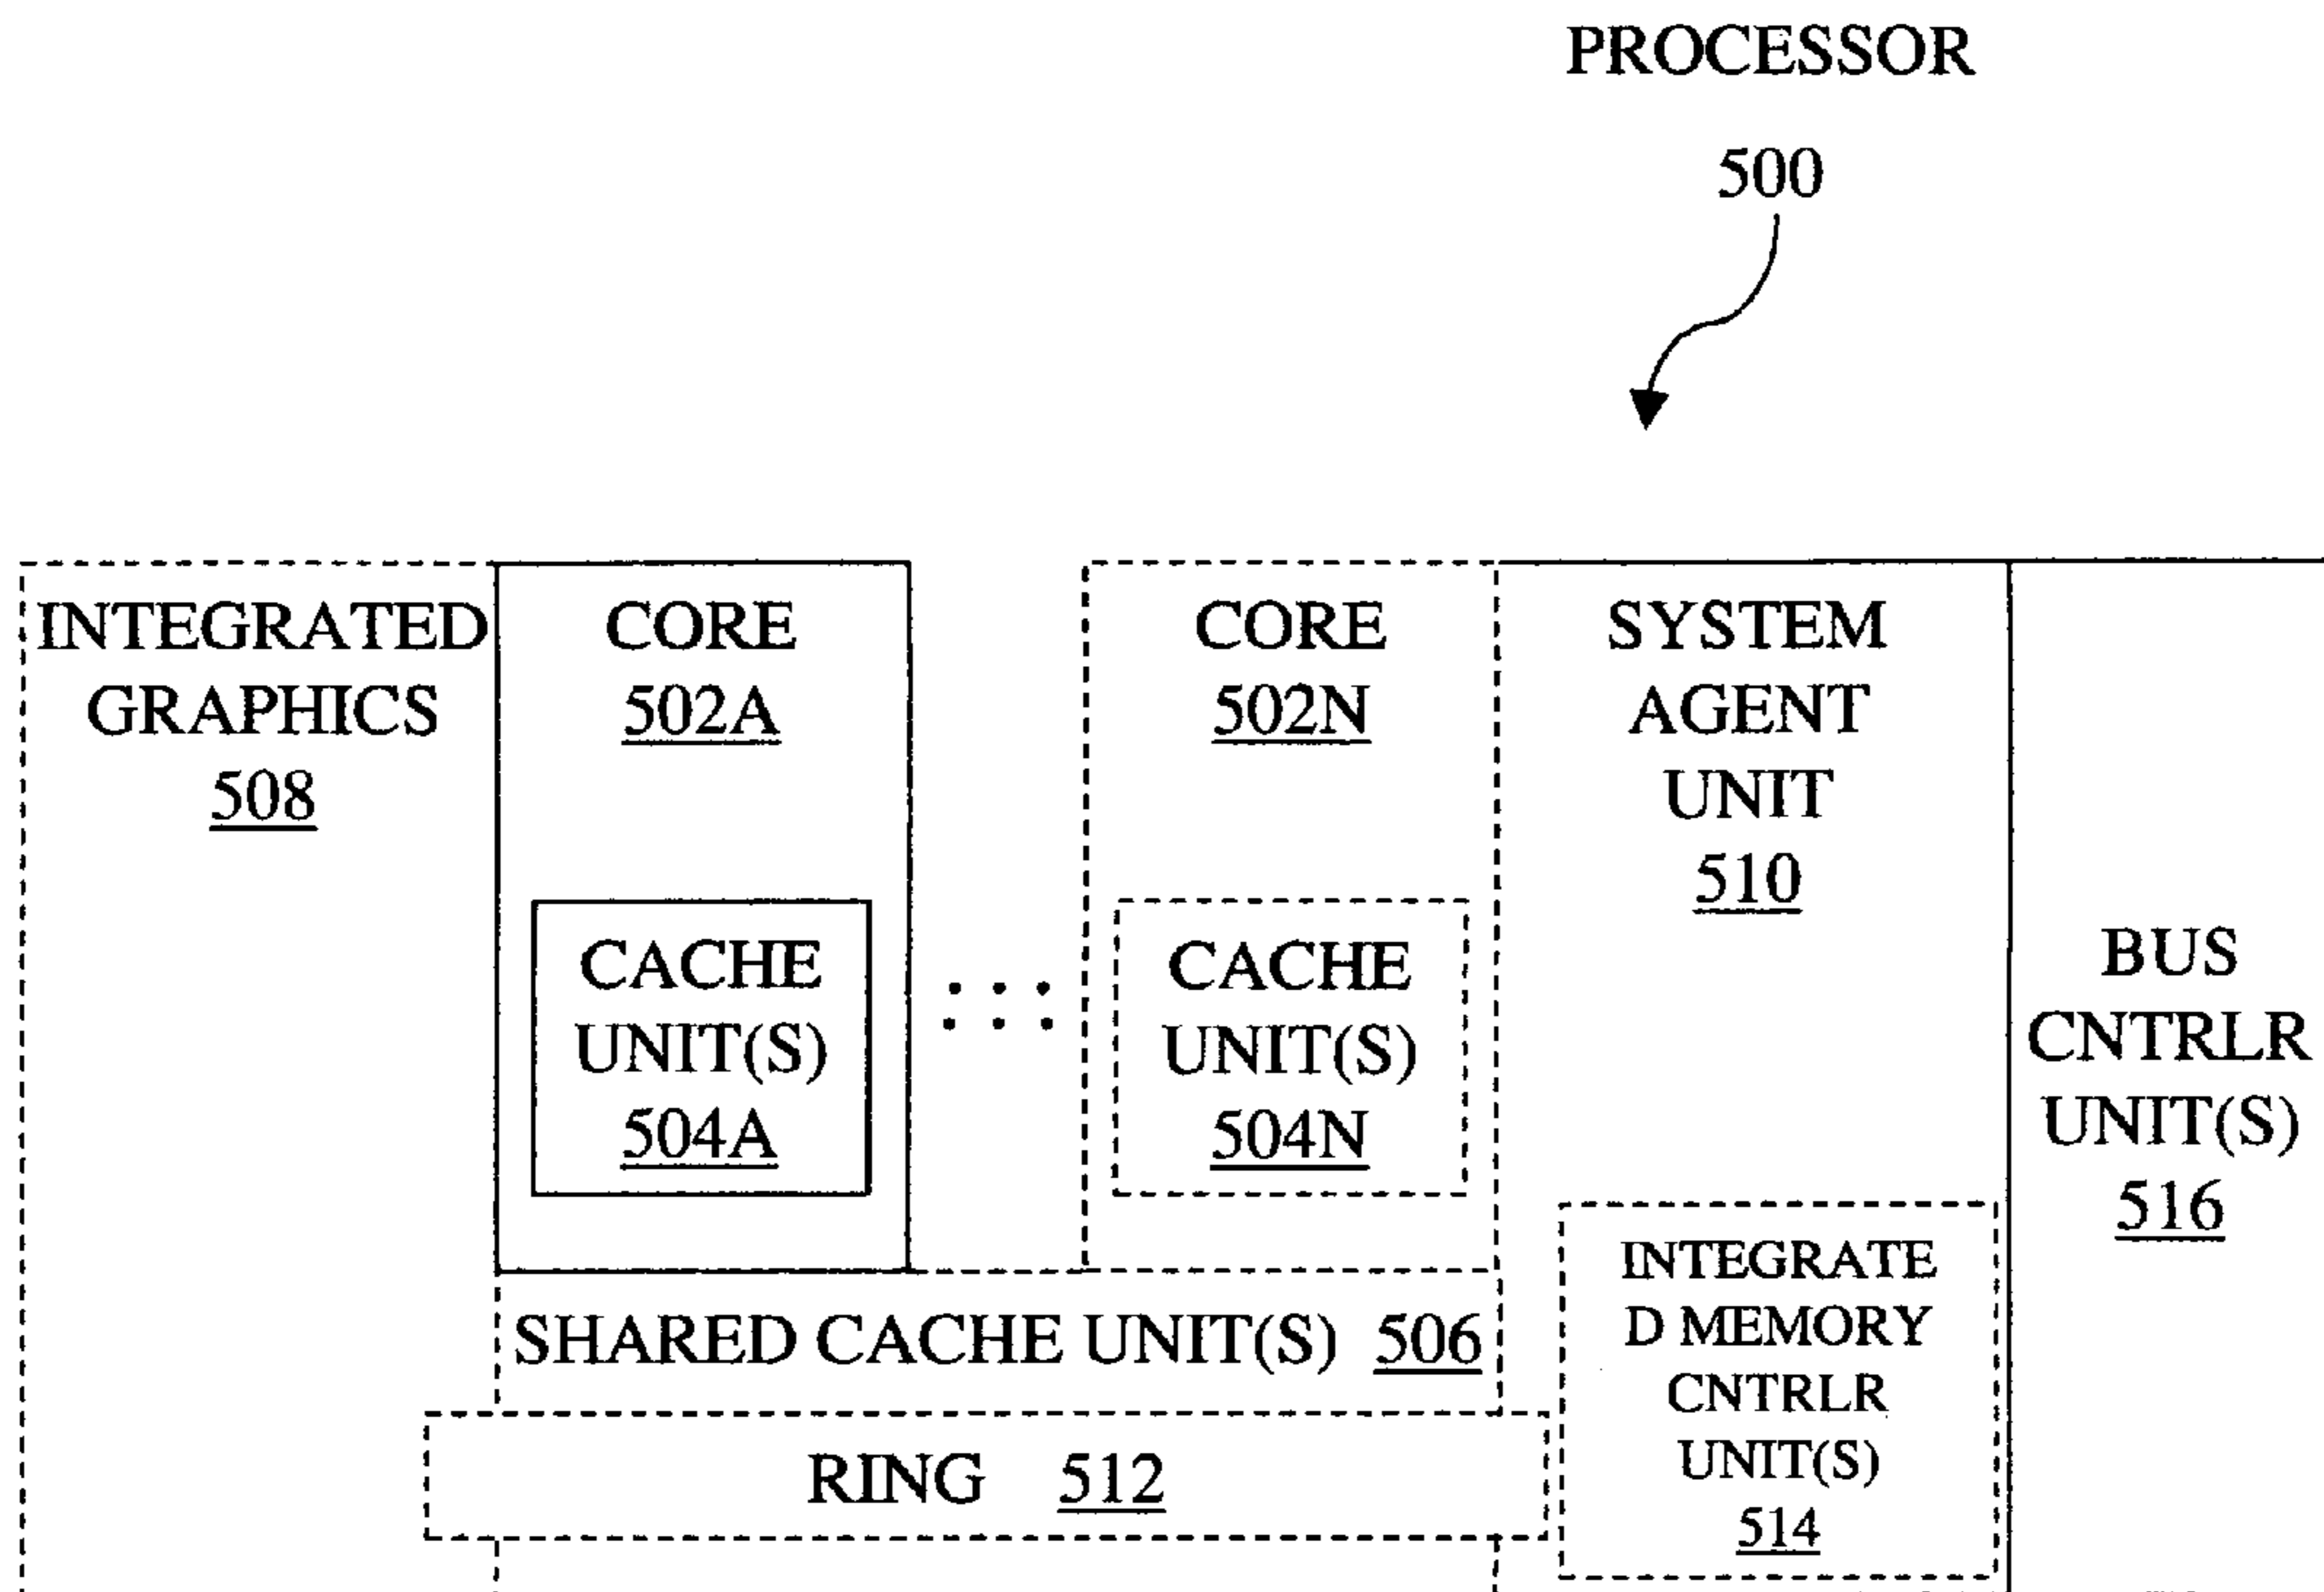 PROCESSOR
500
INTEGRATED
GRAPHICS
508
CORE
502A
CACHE
UNIT(S)
504A
CORE
502N
CACHE
UNIT(S)
504N
SYSTEM
AGENT
UNIT
510
BUS
CNTRLR
UNIT(S)
516
INTEGRATE
D MEMORY
CNTRLR
UNIT(S)
514
SHARED CACHE UNIT(S) 506
RING 512